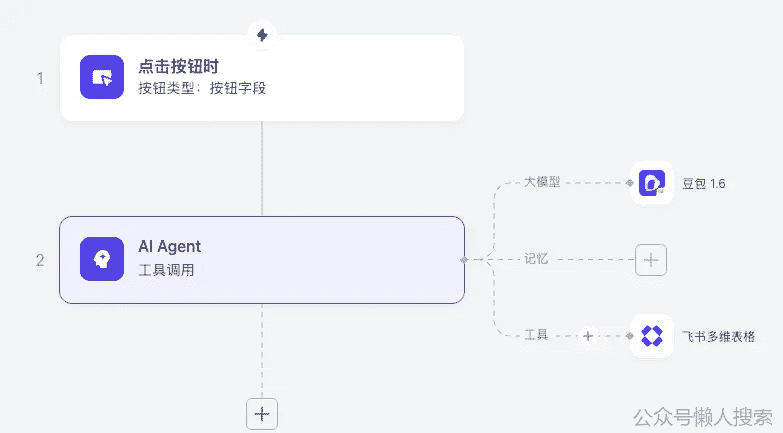 1
点击按钮时
按钮类型：按钮字段
大模型
豆包 1.6
2
AI Agent
工具调用
记忆
工具
飞书多维表格
公众号懒人搜索